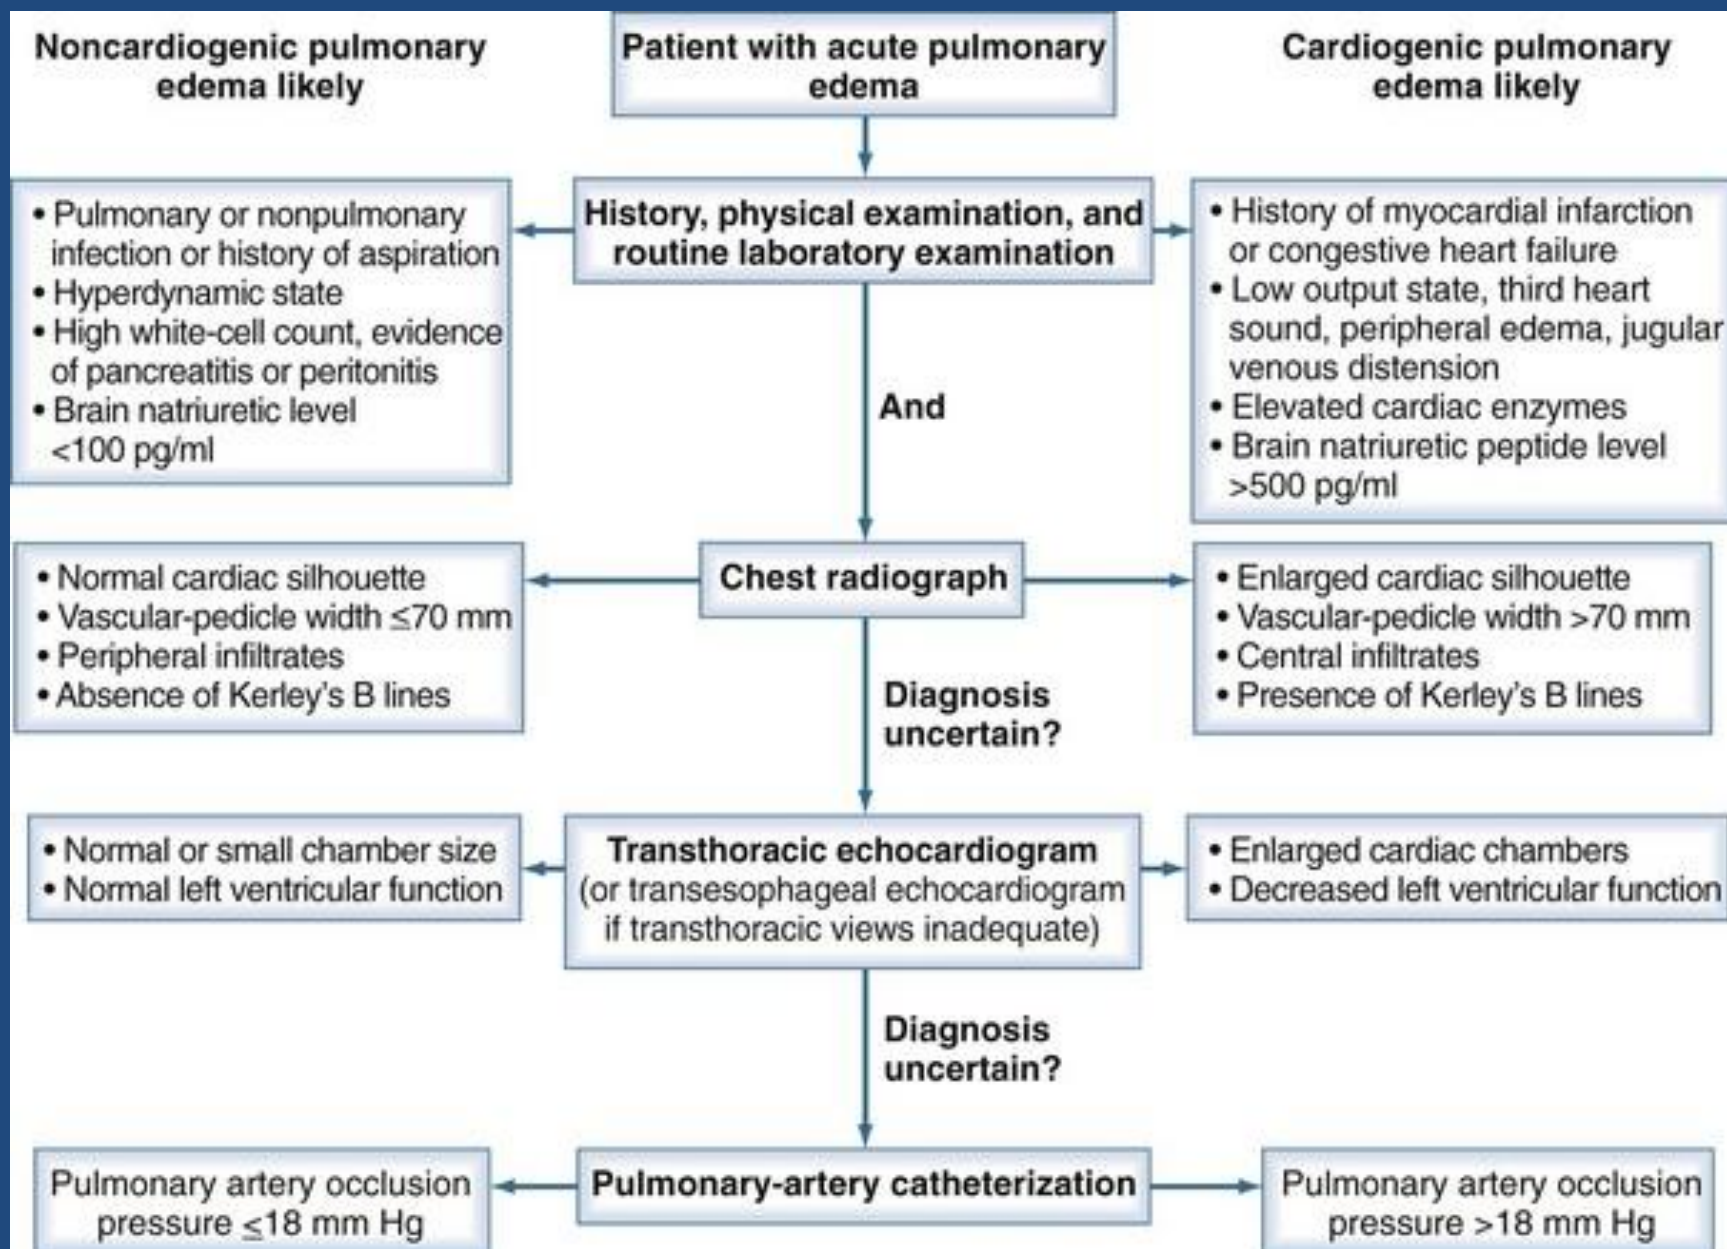 Noncardiogenic pulmonary
edema likely
Patient with acute pulmonary
edema
Cardiogenic pulmonary
edema likely
• Pulmonary or nonpulmonary
infection or history of aspiration
• Hyperdynamic state
• High white-cell count, evidence
of pancreatitis or peritonitis
• Brain natriuretic level
<100 pg/ml
History, physical examination, and
routine laboratory examination
• History of myocardial infarction
or congestive heart failure
• Low output state, third heart
sound, peripheral edema, jugular
venous distension
• Elevated cardiac enzymes
• Brain natriuretic peptide level
>500 pg/ml
And
• Normal cardiac silhouette
• Vascular-pedicle width ≤70 mm
• Peripheral infiltrates
• Absence of Kerley's B lines
Chest radiograph
• Enlarged cardiac silhouette
• Vascular-pedicle width >70 mm
• Central infiltrates
• Presence of Kerley's B lines
Diagnosis
uncertain?
• Normal or small chamber size
• Normal left ventricular function
Transthoracic echocardiogram
(or transesophageal echocardiogram
if transthoracic views inadequate)
• Enlarged cardiac chambers
• Decreased left ventricular function
Diagnosis
uncertain?
Pulmonary artery occlusion
pressure ≤18 mm Hg
Pulmonary-artery catheterization
Pulmonary artery occlusion
pressure >18 mm Hg